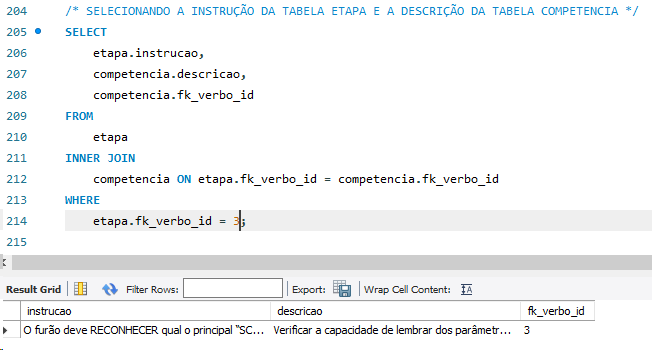 204 /* SELECIONANDO A INSTRUÇÃO DA TABELA ETAPA E A DESCRIÇÃO DA TABELA COMPETENCIA */
205 SELECT
206 etapa.instrucao,
207 competencia.descricao,
208 competencia.fk_verbo_id
209 FROM
210 etapa
211 INNER JOIN
212 competencia ON etapa.fk_verbo_id = competencia.fk_verbo_id
213 WHERE
214 etapa.fk_verbo_id = 3;
215
Result Grid Filter Rows: Export: Wrap Cell Content:
instrucao descricao fk_verbo_id
O furão deve RECONHECER qual o principal “SC... Verificar a capacidade de lembrar dos parâmetr... 3